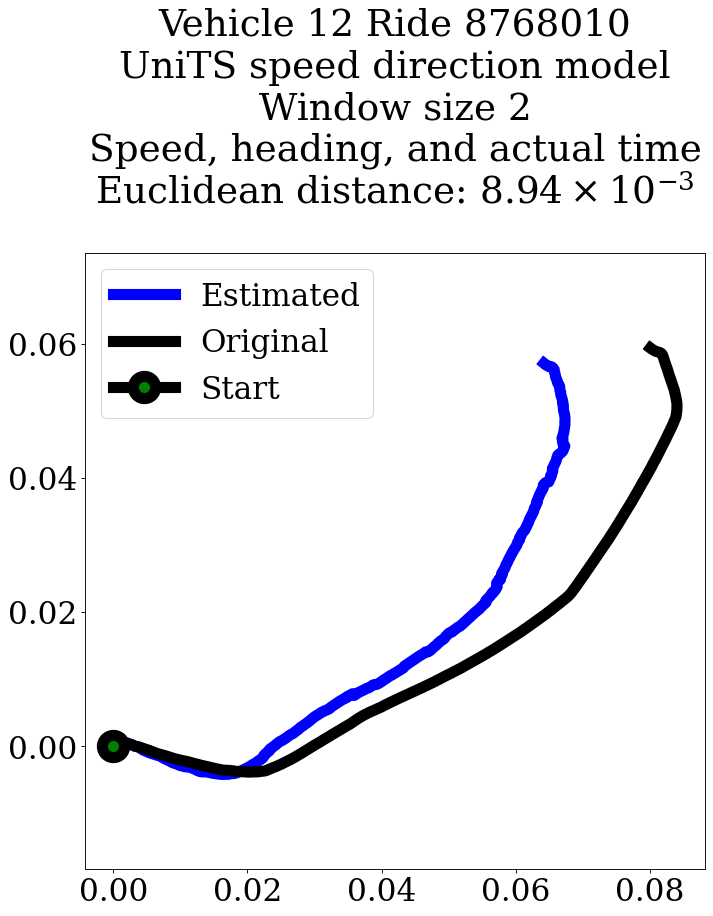 Vehicle 12 Ride 8768010
UniTS speed direction model
Window size 2
Speed, heading, and actual time
Euclidean distance: 8.94 × 10⁻³
Estimated
Original
Start
0.06
0.04
0.02
0.00
0.00 0.02 0.04 0.06 0.08